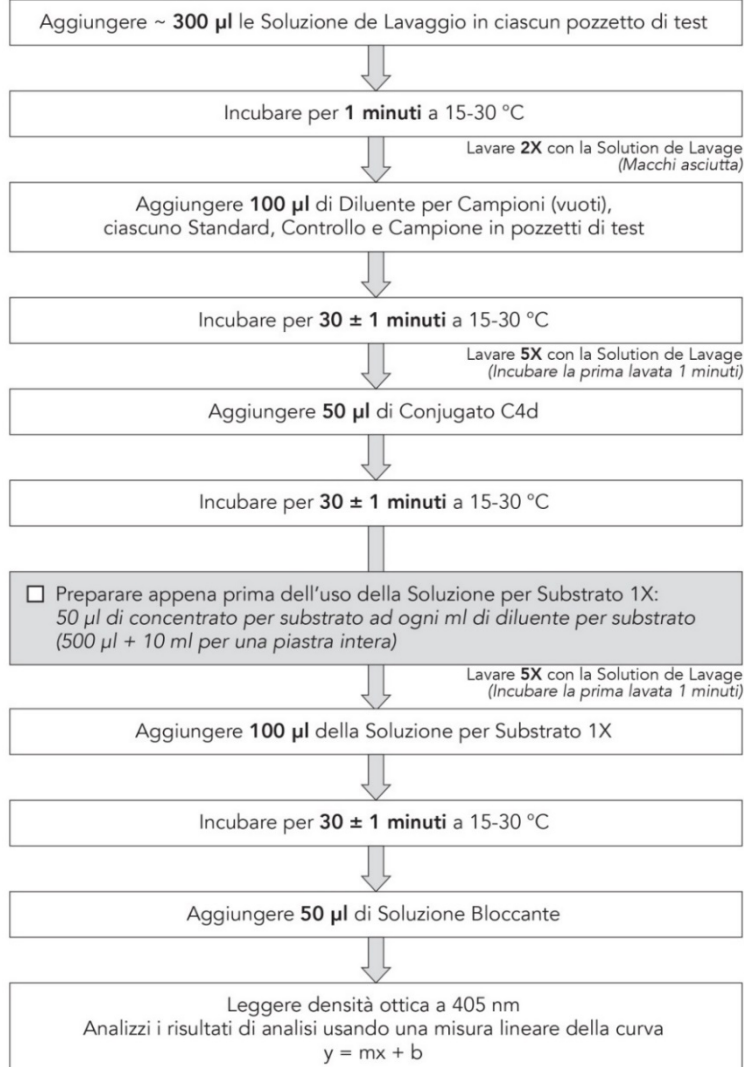 Aggiungere ~ 300 µl le Soluzione de Lavaggio in ciascun pozzetto di test
Incubare per 1 minuti a 15-30 °C
Lavare 2X con la Solution de Lavage
(Macchi asciutta)
Aggiungere 100 µl di Diluente per Campioni (vuoti),
ciascuno Standard, Controllo e Campione in pozzetti di test
Incubare per 30 ± 1 minuti a 15-30 °C
Lavare 5X con la Solution de Lavage
(Incubare la prima lavata 1 minuti)
Aggiungere 50 µl di Conjugato C4d
Incubare per 30 ± 1 minuti a 15-30 °C
☐ Preparare appena prima dell'uso della Soluzione per Substrato 1X:
50 µl di concentrato per substrato ad ogni ml di diluente per substrato
(500 µl + 10 ml per una piastra intera)
Lavare 5X con la Solution de Lavage
(Incubare la prima lavata 1 minuti)
Aggiungere 100 µl della Soluzione per Substrato 1X
Incubare per 30 ± 1 minuti a 15-30 °C
Aggiungere 50 µl di Soluzione Bloccante
Leggere densità ottica a 405 nm
Analizzi i risultati di analisi usando una misura lineare della curva
y = mx + b